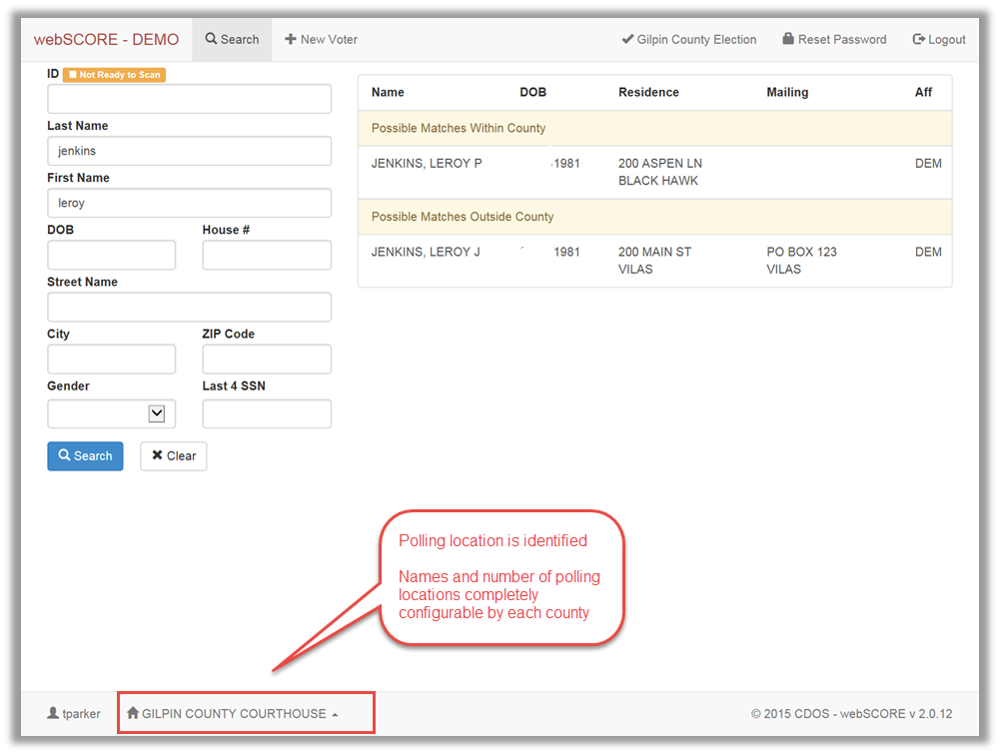 webSCORE - DEMO Search New Voter Gilpin County Election Reset Password Logout
ID Not Ready to Scan
Last Name
jenkins
First Name
leroy
DOB House #
Street Name
City ZIP Code
Gender Last 4 SSN
Search Clear
Name DOB Residence Mailing Aff
Possible Matches Within County
JENKINS, LEROY P 1981 200 ASPEN LN DEM
BLACK HAWK
Possible Matches Outside County
JENKINS, LEROY J 1981 200 MAIN ST PO BOX 123 DEM
VILAS VILAS
Polling location is identified
Names and number of polling
locations completely
configurable by each county
tparker GILPIN COUNTY COURTHOUSE © 2015 CDOS - webSCORE v 2.0.12